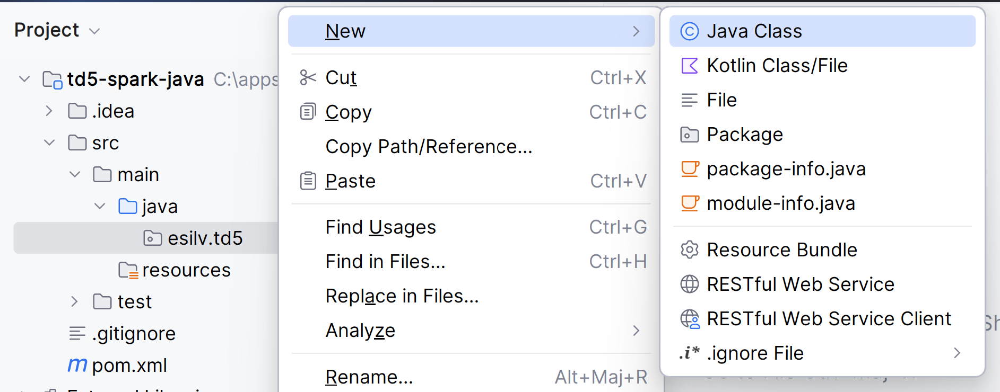 Project
td5-spark-java C:\apps
.idea
src
main
java
esilv.td5
resources
test
.gitignore
pom.xml
New
Cut Ctrl+X
Copy Ctrl+C
Copy Path/Reference...
Paste Ctrl+V
Find Usages Ctrl+G
Find in Files... Ctrl+H
Replace in Files...
Analyze
Rename... Alt+Maj+R
Java Class
Kotlin Class/File
File
Package
package-info.java
module-info.java
Resource Bundle
RESTful Web Service
RESTful Web Service Client
.i* .ignore File